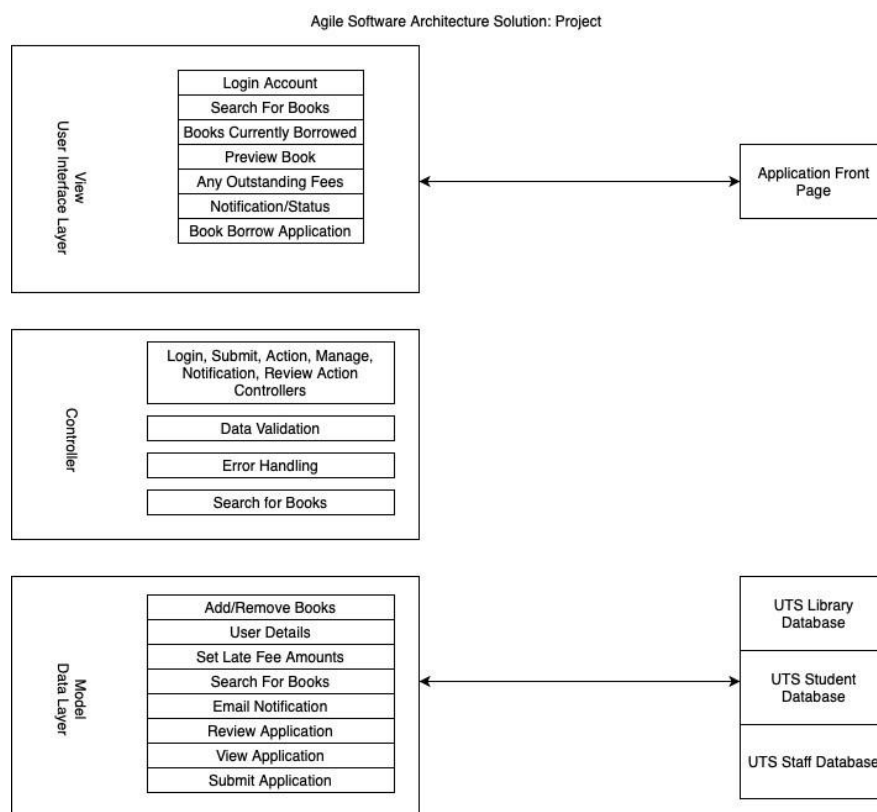 Agile Software Architecture Solution: Project
View
User Interface Layer
Login Account
Search For Books
Books Currently Borrowed
Preview Book
Any Outstanding Fees
Notification/Status
Book Borrow Application
Application Front
Page
Controller
Login, Submit, Action, Manage,
Notification, Review Action
Controllers
Data Validation
Error Handling
Search for Books
Model
Data Layer
Add/Remove Books
User Details
Set Late Fee Amounts
Search For Books
Email Notification
Review Application
View Application
Submit Application
UTS Library
Database
UTS Student
Database
UTS Staff Database